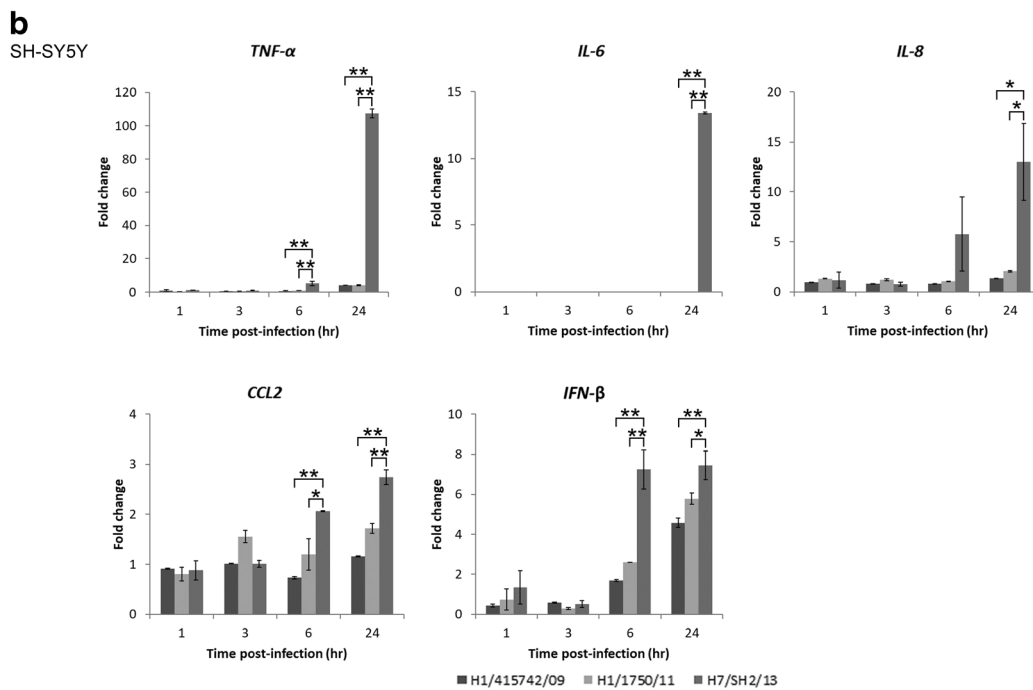 b
SH-SY5Y
TNF-α
Fold change
120
100
80
60
40
20
0
** 
**
**
**
1 3 6 24
Time post-infection (hr)
IL-6
Fold change
15
10
5
0
**
**
1 3 6 24
Time post-infection (hr)
IL-8
Fold change
20
15
10
5
0
*
*
1 3 6 24
Time post-infection (hr)
CCL2
Fold change
4
3
2
1
0
**
*
**
**
1 3 6 24
Time post-infection (hr)
IFN-β
Fold change
10
8
6
4
2
0
**
**
**
*
1 3 6 24
Time post-infection (hr)
H1/415742/09 H1/1750/11 H7/SH2/13